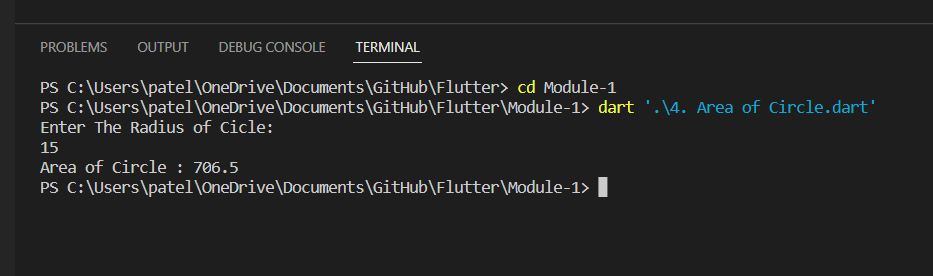 PROBLEMS OUTPUT DEBUG CONSOLE TERMINAL
PS C:\Users\patel\OneDrive\Documents\GitHub\Flutter> cd Module-1
PS C:\Users\patel\OneDrive\Documents\GitHub\Flutter\Module-1> dart '.\4. Area of Circle.dart'
Enter The Radius of Cicle:
15
Area of Circle : 706.5
PS C:\Users\patel\OneDrive\Documents\GitHub\Flutter\Module-1>